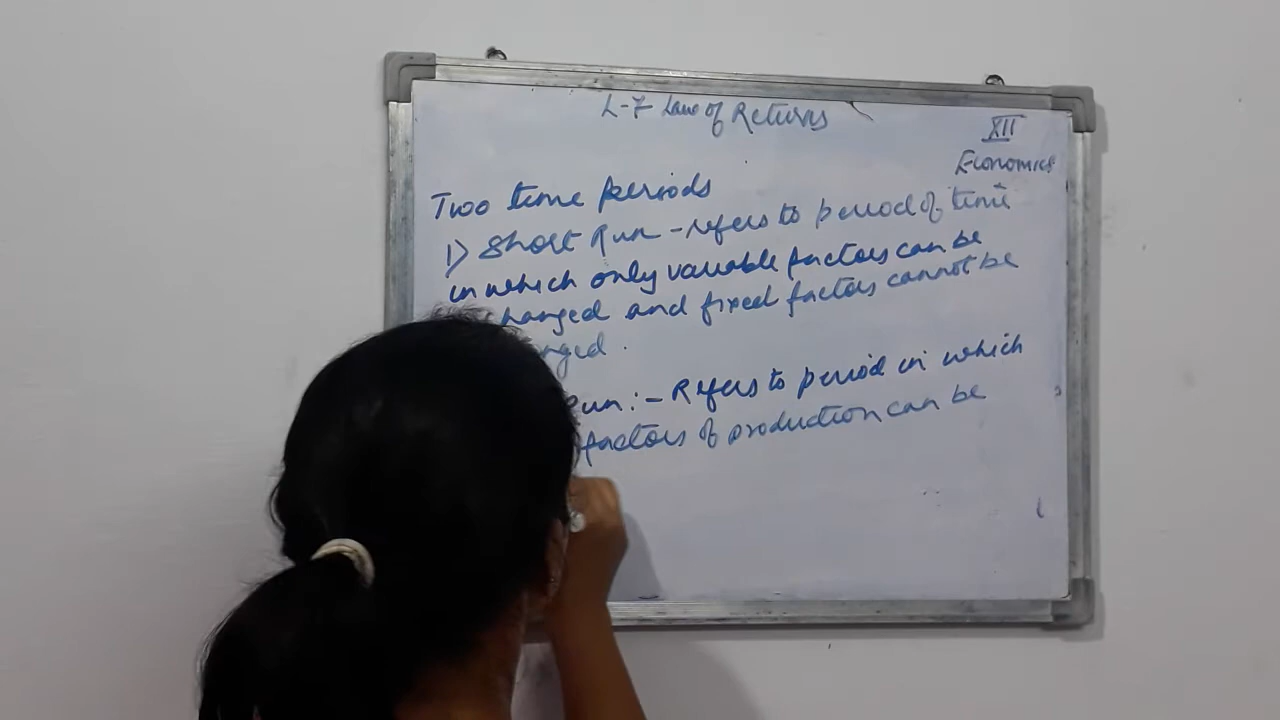 L-7 Law of Returns
XII
Economics
Two time periods
1) Short Run - refers to period of time
in which only variable factors can be
hanged and fixed factors cannot be
nged.
Run:- Refers to period in which
factors of production can be